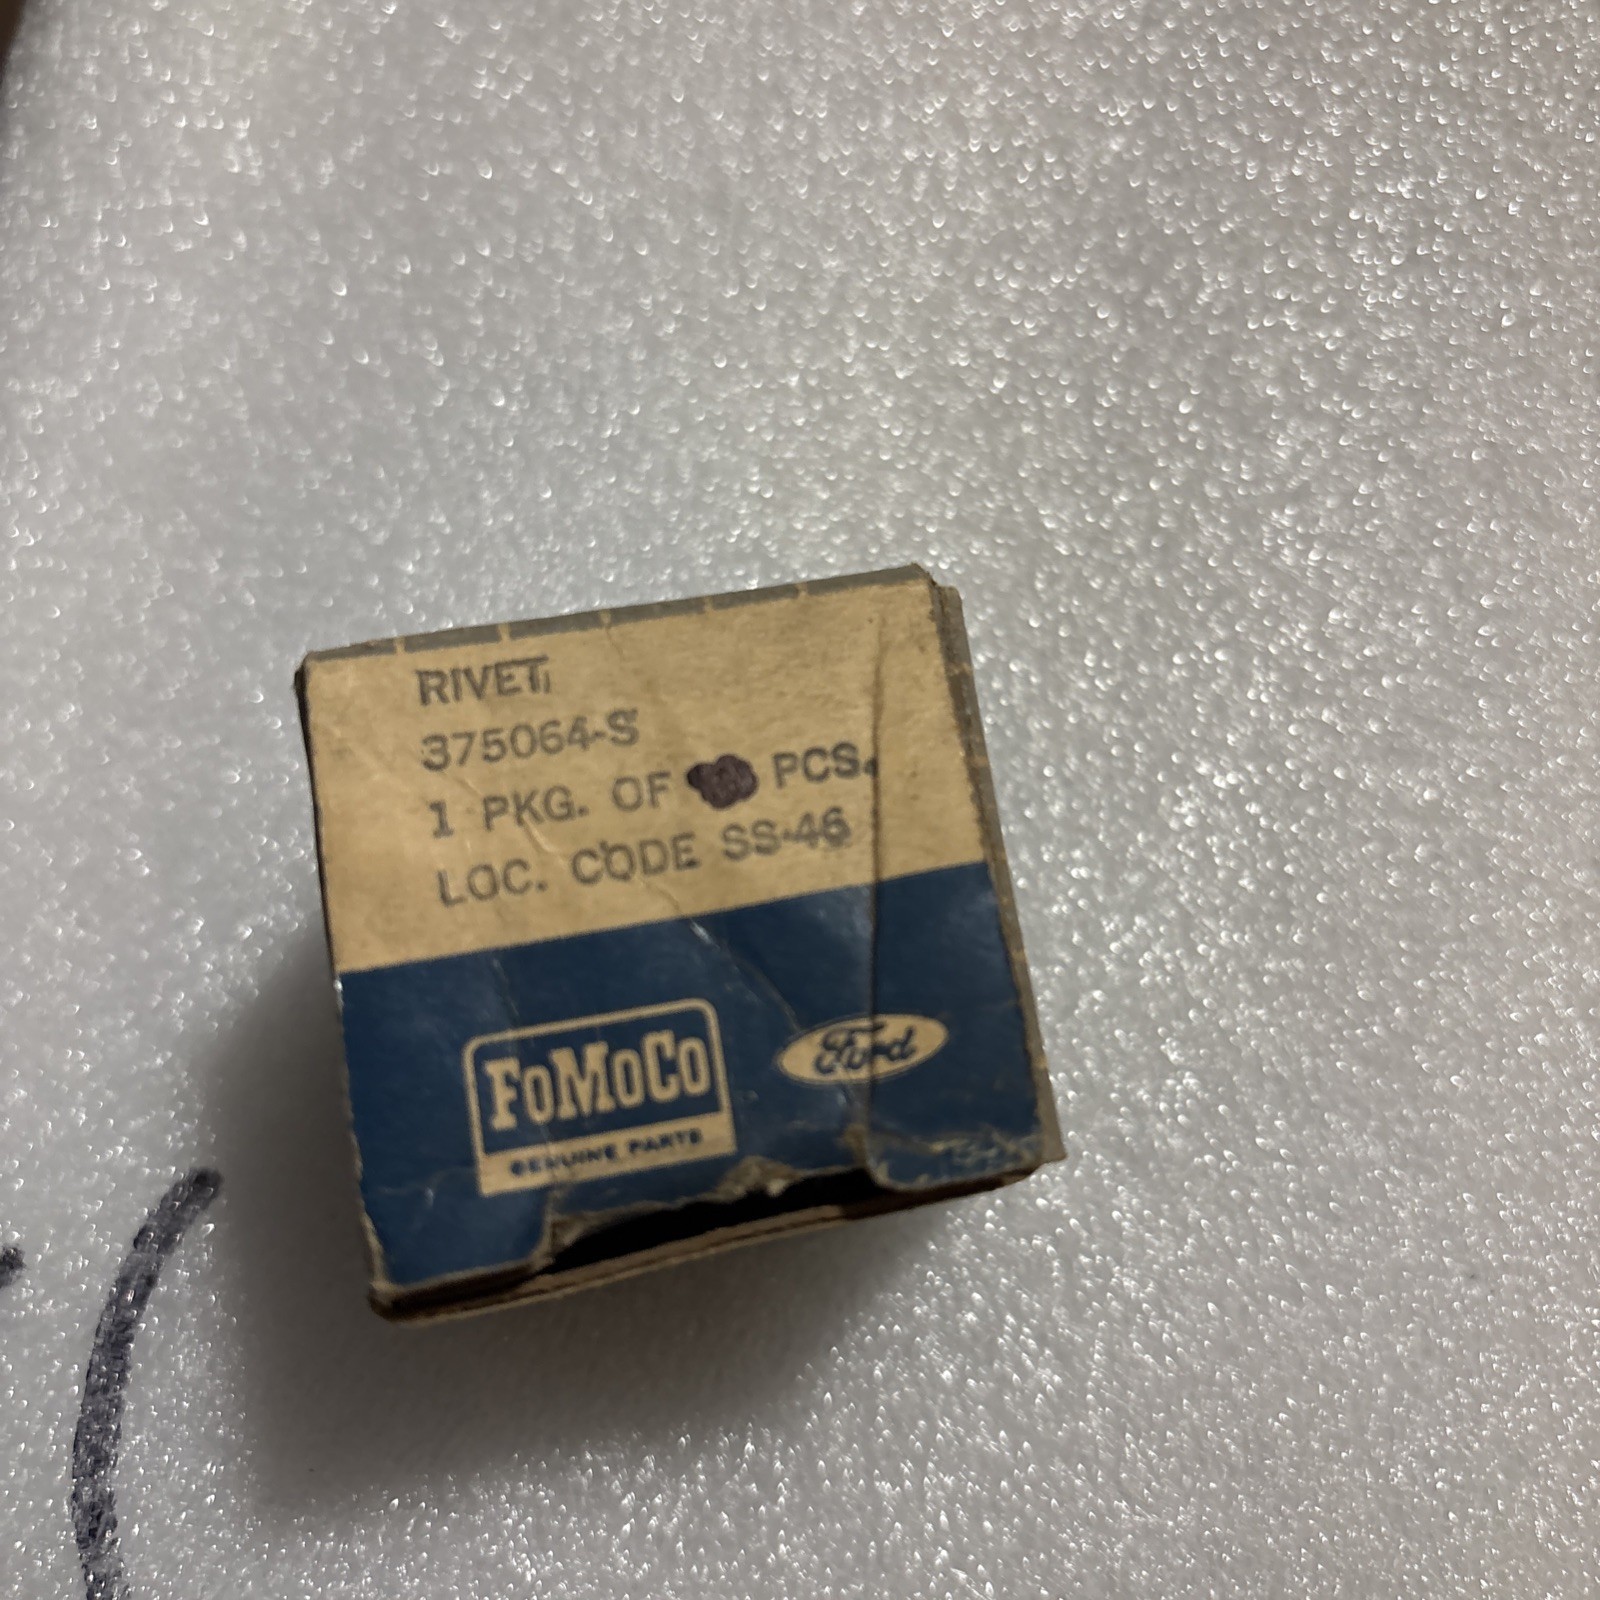 RIVET
375064-S
1 PKG. OF PCS.
LOC. CODE SS-46
FoMoCo
GENUINE PARTS
Ford